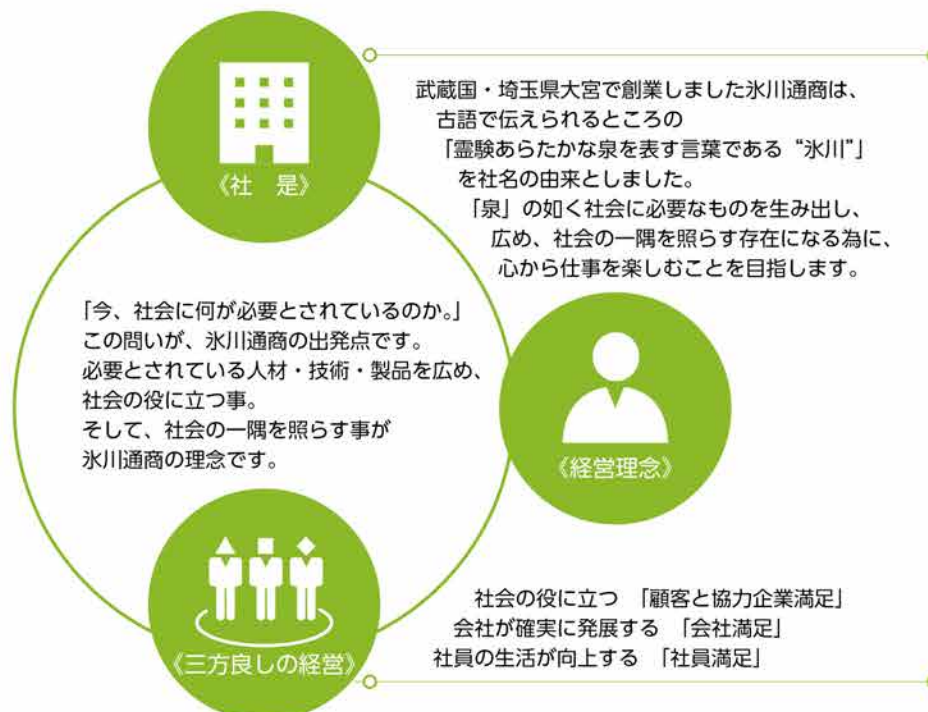 《社　是》
武蔵国・埼玉県大宮で創業しました氷川通商は、
古語で伝えられるところの
「霊験あらたかな泉を表す言葉である “氷川”」
を社名の由来としました。
「泉」の如く社会に必要なものを生み出し、
広め、社会の一隅を照らす存在になる為に、
心から仕事を楽しむことを目指します。
「今、社会に何が必要とされているのか。」
この問いが、氷川通商の出発点です。
必要とされている人材・技術・製品を広め、
社会の役に立つ事。
そして、社会の一隅を照らす事が
氷川通商の理念です。
《経営理念》
《三方良しの経営》
社会の役に立つ　「顧客と協力企業満足」
会社が確実に発展する　「会社満足」
社員の生活が向上する　「社員満足」